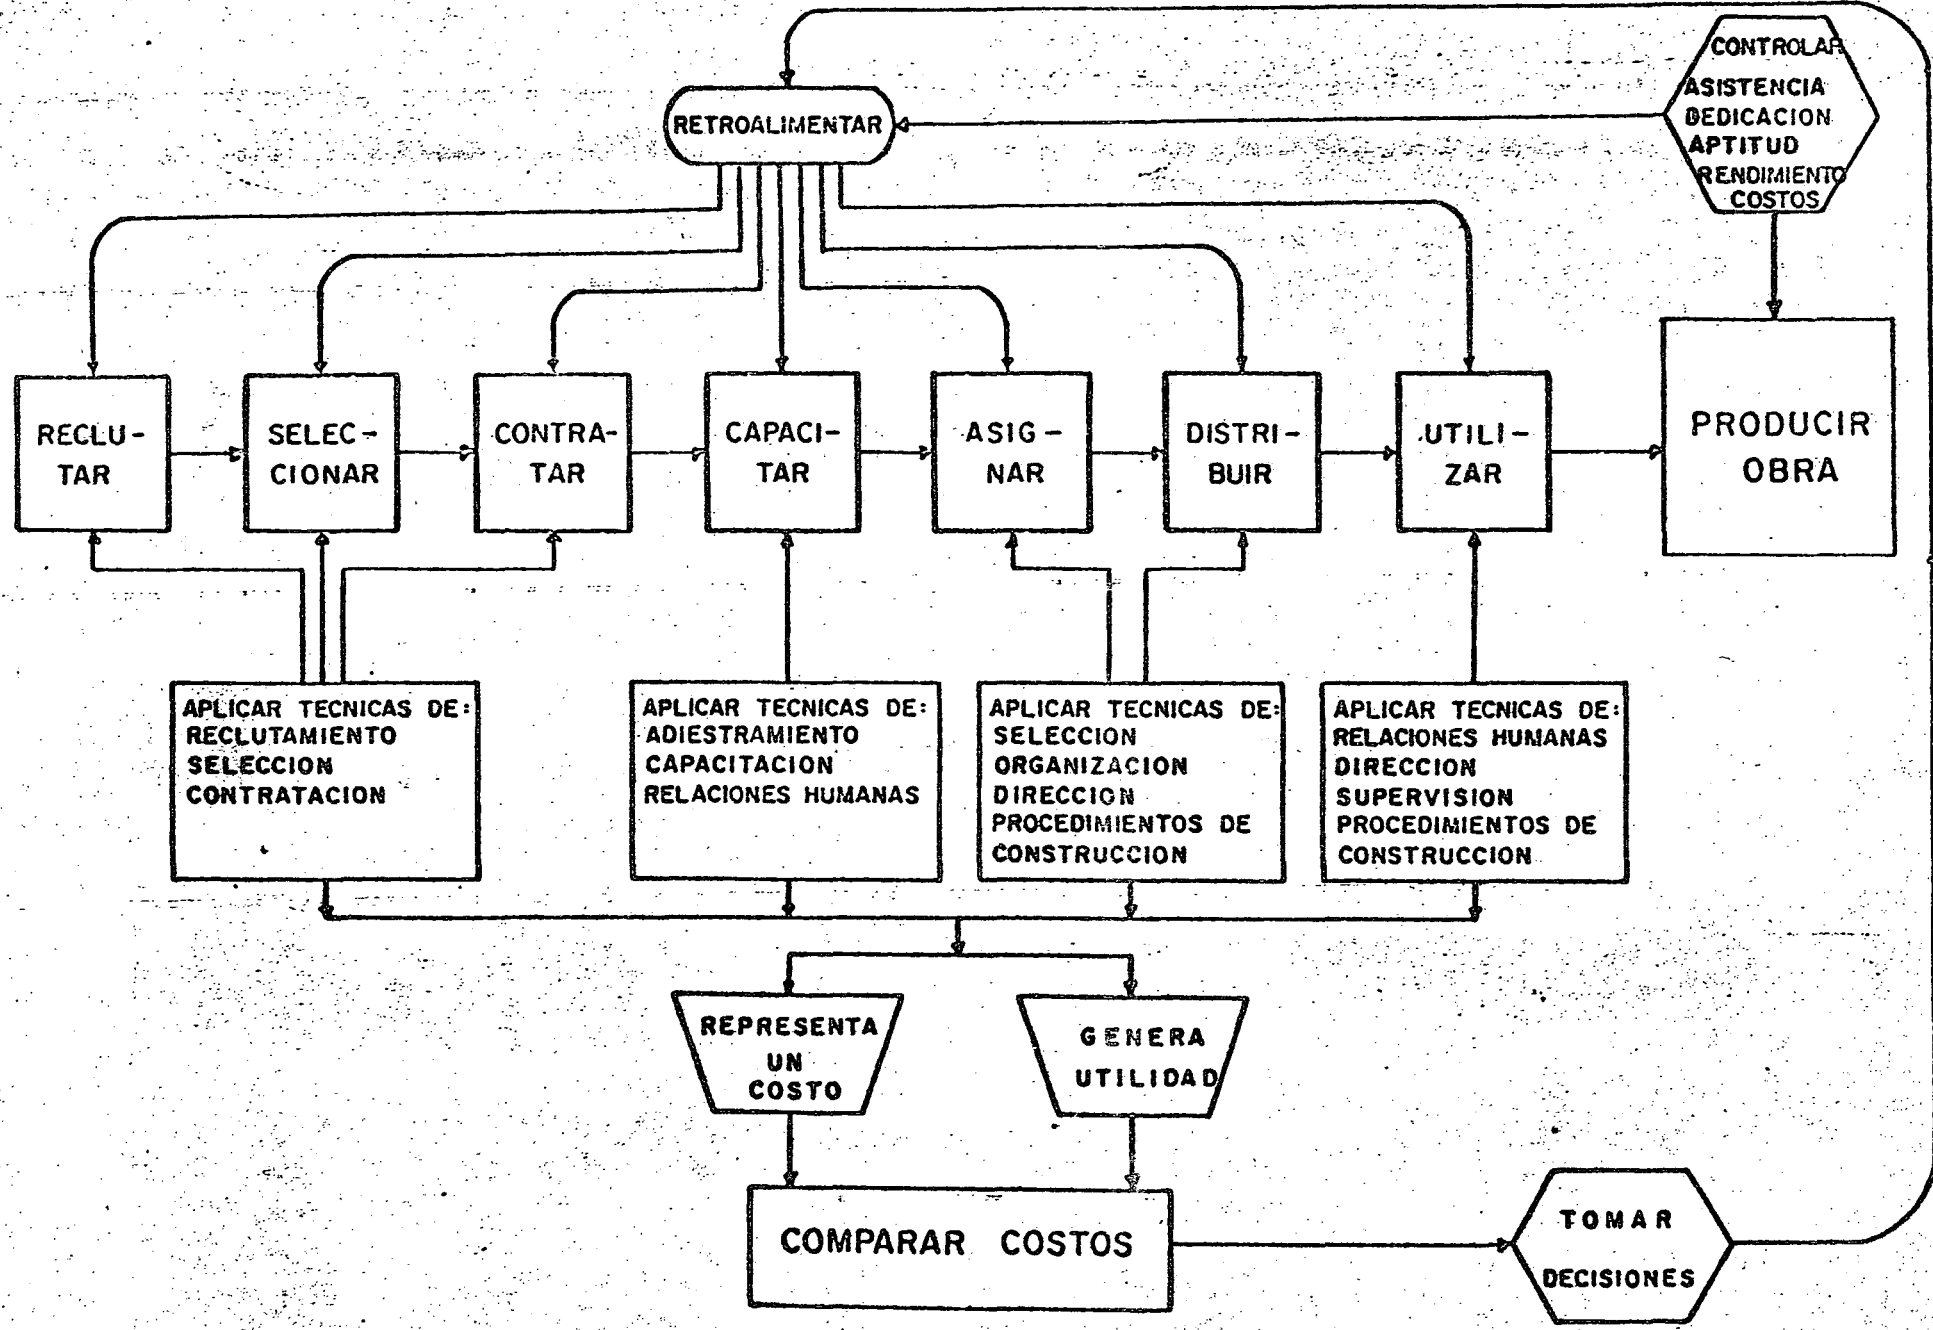 CONTROLAR
ASISTENCIA
DEDICACION
APTITUD
RENDIMIENTO
COSTOS
RETROALIMENTAR
RECLU-
TAR
SELEC-
CIONAR
CONTRA-
TAR
CAPACI-
TAR
ASIG-
NAR
DISTRI-
BUIR
UTILI-
ZAR
PRODUCIR
OBRA
APLICAR TECNICAS DE:
RECLUTAMIENTO
SELECCION
CONTRATACION
APLICAR TECNICAS DE:
ADIESTRAMIENTO
CAPACITACION
RELACIONES HUMANAS
APLICAR TECNICAS DE:
SELECCION
ORGANIZACION
DIRECCION
PROCEDIMIENTOS DE
CONSTRUCCION
APLICAR TECNICAS DE:
RELACIONES HUMANAS
DIRECCION
SUPERVISION
PROCEDIMIENTOS DE
CONSTRUCCION
REPRESENTA
UN
COSTO
GENERA
UTILIDAD
COMPARAR COSTOS
TOMAR
DECISIONES